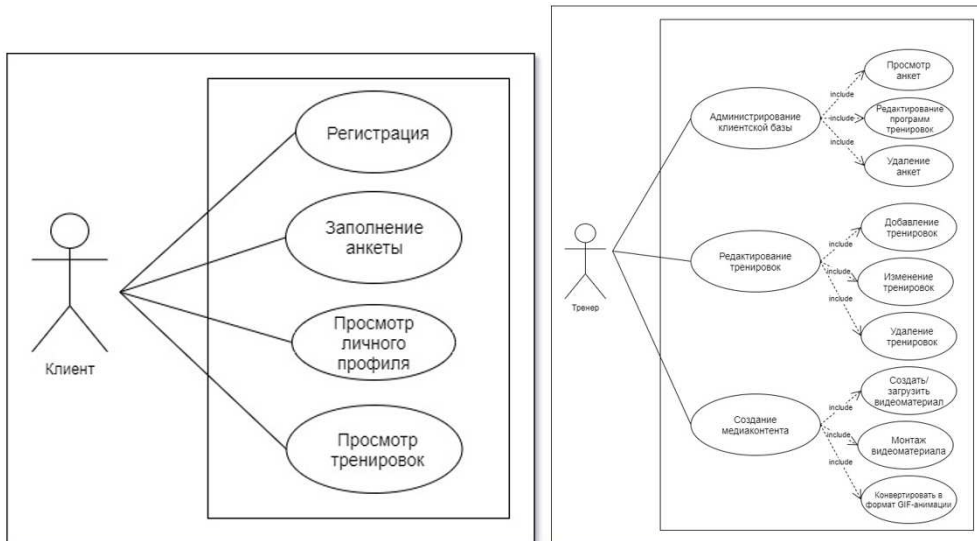 Регистрация
Заполнение
анкеты
Просмотр
личного
профиля
Просмотр
тренировок
Клиент
Тренер
Администрирование
клиентской базы
include
include
include
Просмотр
анкет
Редактирование
программ
тренировок
Удаление
анкет
Редактирование
тренировок
include
include
include
Добавление
тренировок
Изменение
тренировок
Удаление
тренировок
Создание
медиаконтента
include
include
include
Создать/
загрузить
видеоматериал
Монтаж
видеоматериала
Конвертировать в
формат GIF-анимации